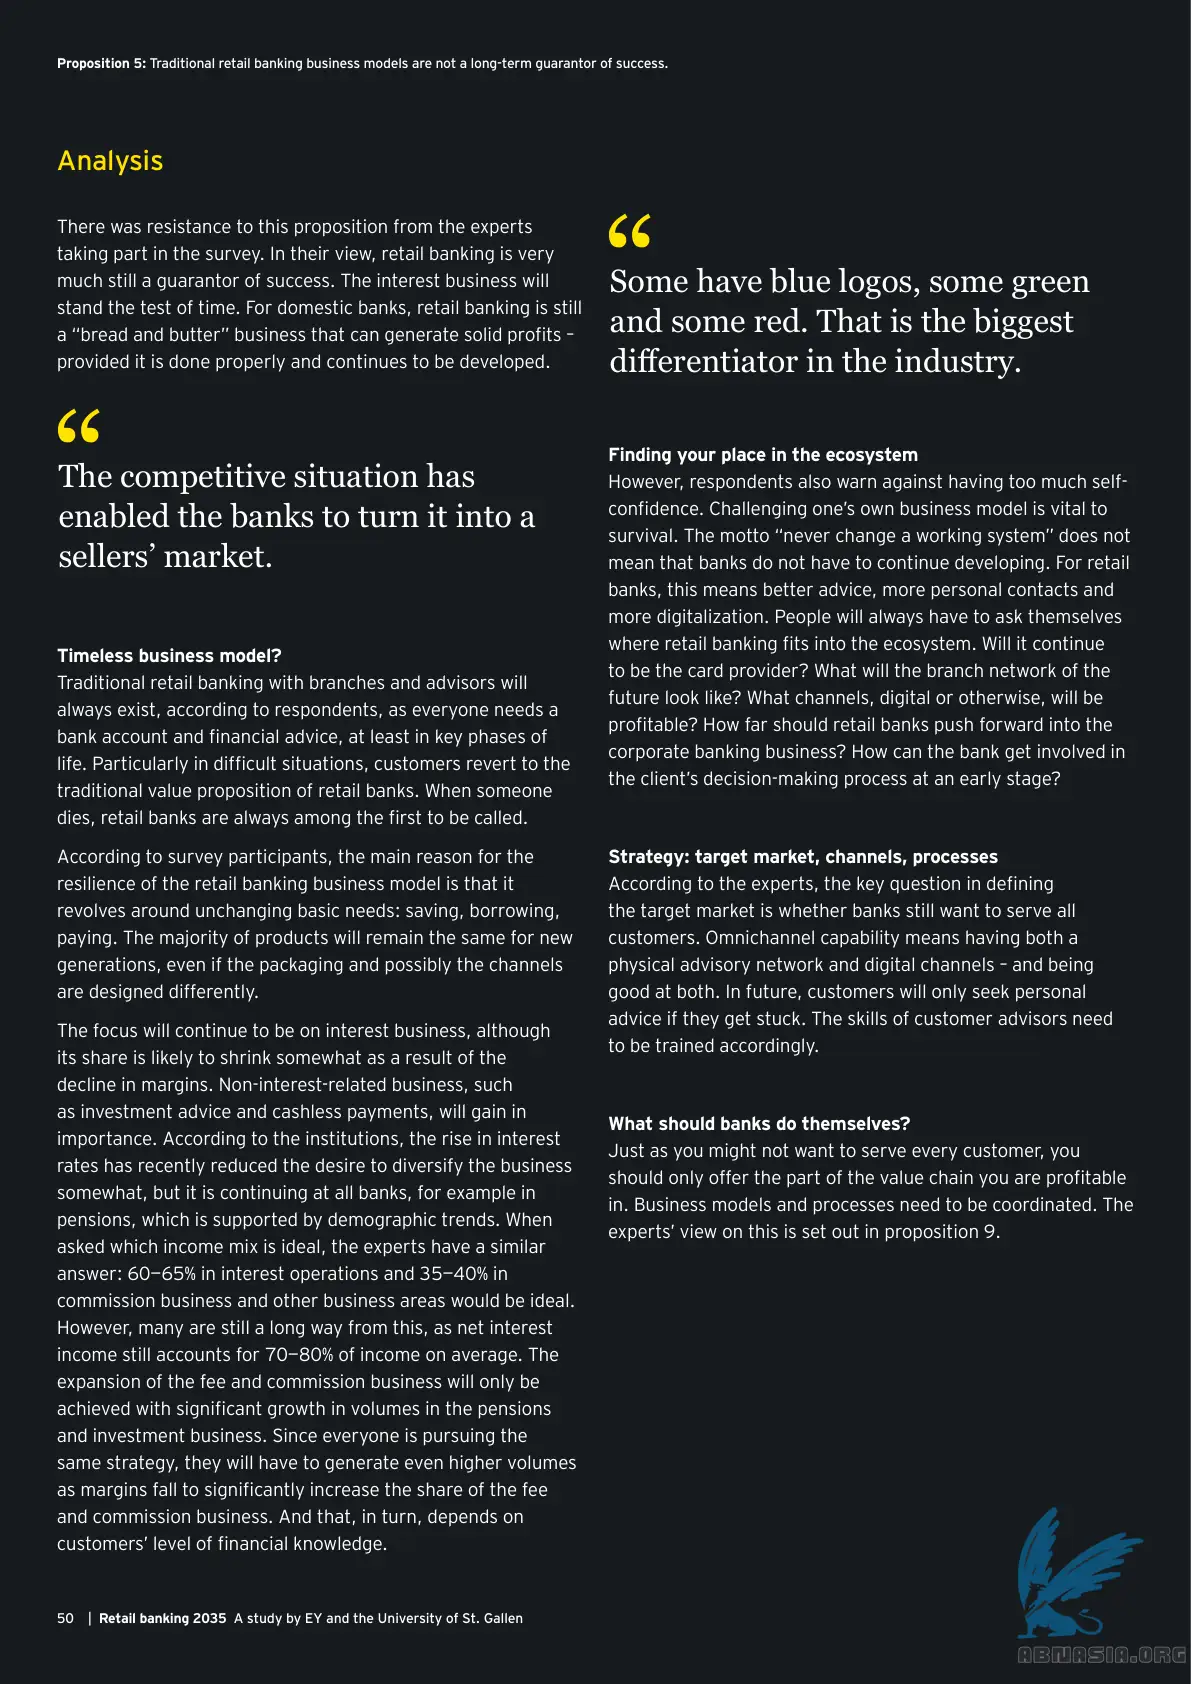 Proposition 5: Traditional retail banking business models are not a long-term guarantor of success.
Analysis
There was resistance to this proposition from the experts
taking part in the survey. In their view, retail banking is very
much still a guarantor of success. The interest business will
stand the test of time. For domestic banks, retail banking is still
a “bread and butter” business that can generate solid profits –
provided it is done properly and continues to be developed.
“
The competitive situation has
enabled the banks to turn it into a
sellers’ market.
Timeless business model?
Traditional retail banking with branches and advisors will
always exist, according to respondents, as everyone needs a
bank account and financial advice, at least in key phases of
life. Particularly in difficult situations, customers revert to the
traditional value proposition of retail banks. When someone
dies, retail banks are always among the first to be called.
According to survey participants, the main reason for the
resilience of the retail banking business model is that it
revolves around unchanging basic needs: saving, borrowing,
paying. The majority of products will remain the same for new
generations, even if the packaging and possibly the channels
are designed differently.
The focus will continue to be on interest business, although
its share is likely to shrink somewhat as a result of the
decline in margins. Non-interest-related business, such
as investment advice and cashless payments, will gain in
importance. According to the institutions, the rise in interest
rates has recently reduced the desire to diversify the business
somewhat, but it is continuing at all banks, for example in
pensions, which is supported by demographic trends. When
asked which income mix is ideal, the experts have a similar
answer: 60–65% in interest operations and 35–40% in
commission business and other business areas would be ideal.
However, many are still a long way from this, as net interest
income still accounts for 70–80% of income on average. The
expansion of the fee and commission business will only be
achieved with significant growth in volumes in the pensions
and investment business. Since everyone is pursuing the
same strategy, they will have to generate even higher volumes
as margins fall to significantly increase the share of the fee
and commission business. And that, in turn, depends on
customers’ level of financial knowledge.
“
Some have blue logos, some green
and some red. That is the biggest
differentiator in the industry.
Finding your place in the ecosystem
However, respondents also warn against having too much self-
confidence. Challenging one’s own business model is vital to
survival. The motto “never change a working system” does not
mean that banks do not have to continue developing. For retail
banks, this means better advice, more personal contacts and
more digitalization. People will always have to ask themselves
where retail banking fits into the ecosystem. Will it continue
to be the card provider? What will the branch network of the
future look like? What channels, digital or otherwise, will be
profitable? How far should retail banks push forward into the
corporate banking business? How can the bank get involved in
the client’s decision-making process at an early stage?
Strategy: target market, channels, processes
According to the experts, the key question in defining
the target market is whether banks still want to serve all
customers. Omnichannel capability means having both a
physical advisory network and digital channels – and being
good at both. In future, customers will only seek personal
advice if they get stuck. The skills of customer advisors need
to be trained accordingly.
What should banks do themselves?
Just as you might not want to serve every customer, you
should only offer the part of the value chain you are profitable
in. Business models and processes need to be coordinated. The
experts’ view on this is set out in proposition 9.
50 | Retail banking 2035 A study by EY and the University of St. Gallen
ABNASIA.ORG